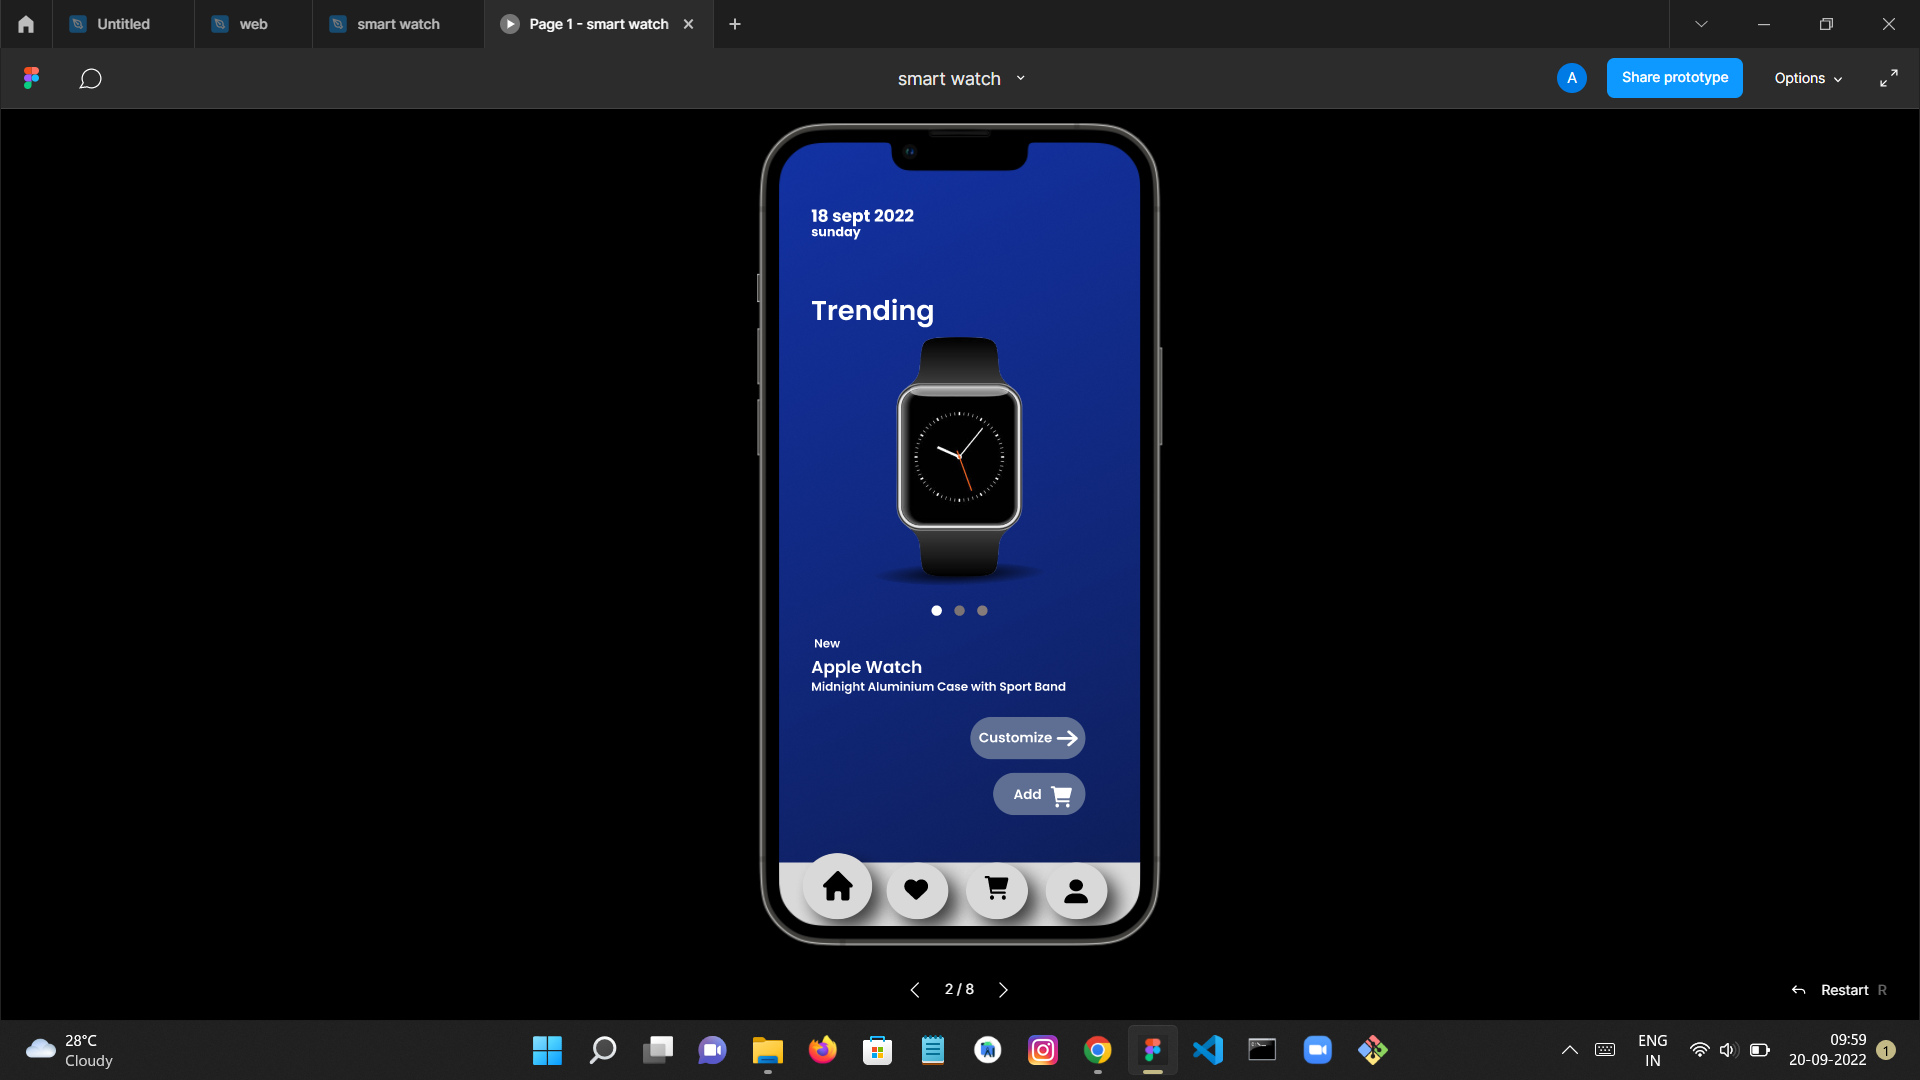 Untitled
web
smart watch
Page 1 - smart watch
smart watch
A
Share prototype
Options
18 sept 2022
sunday
Trending
New
Apple Watch
Midnight Aluminium Case with Sport Band
Customize
Add
2 / 8
Restart R
28°C
Cloudy
ENG
IN
09:59
20-09-2022
1